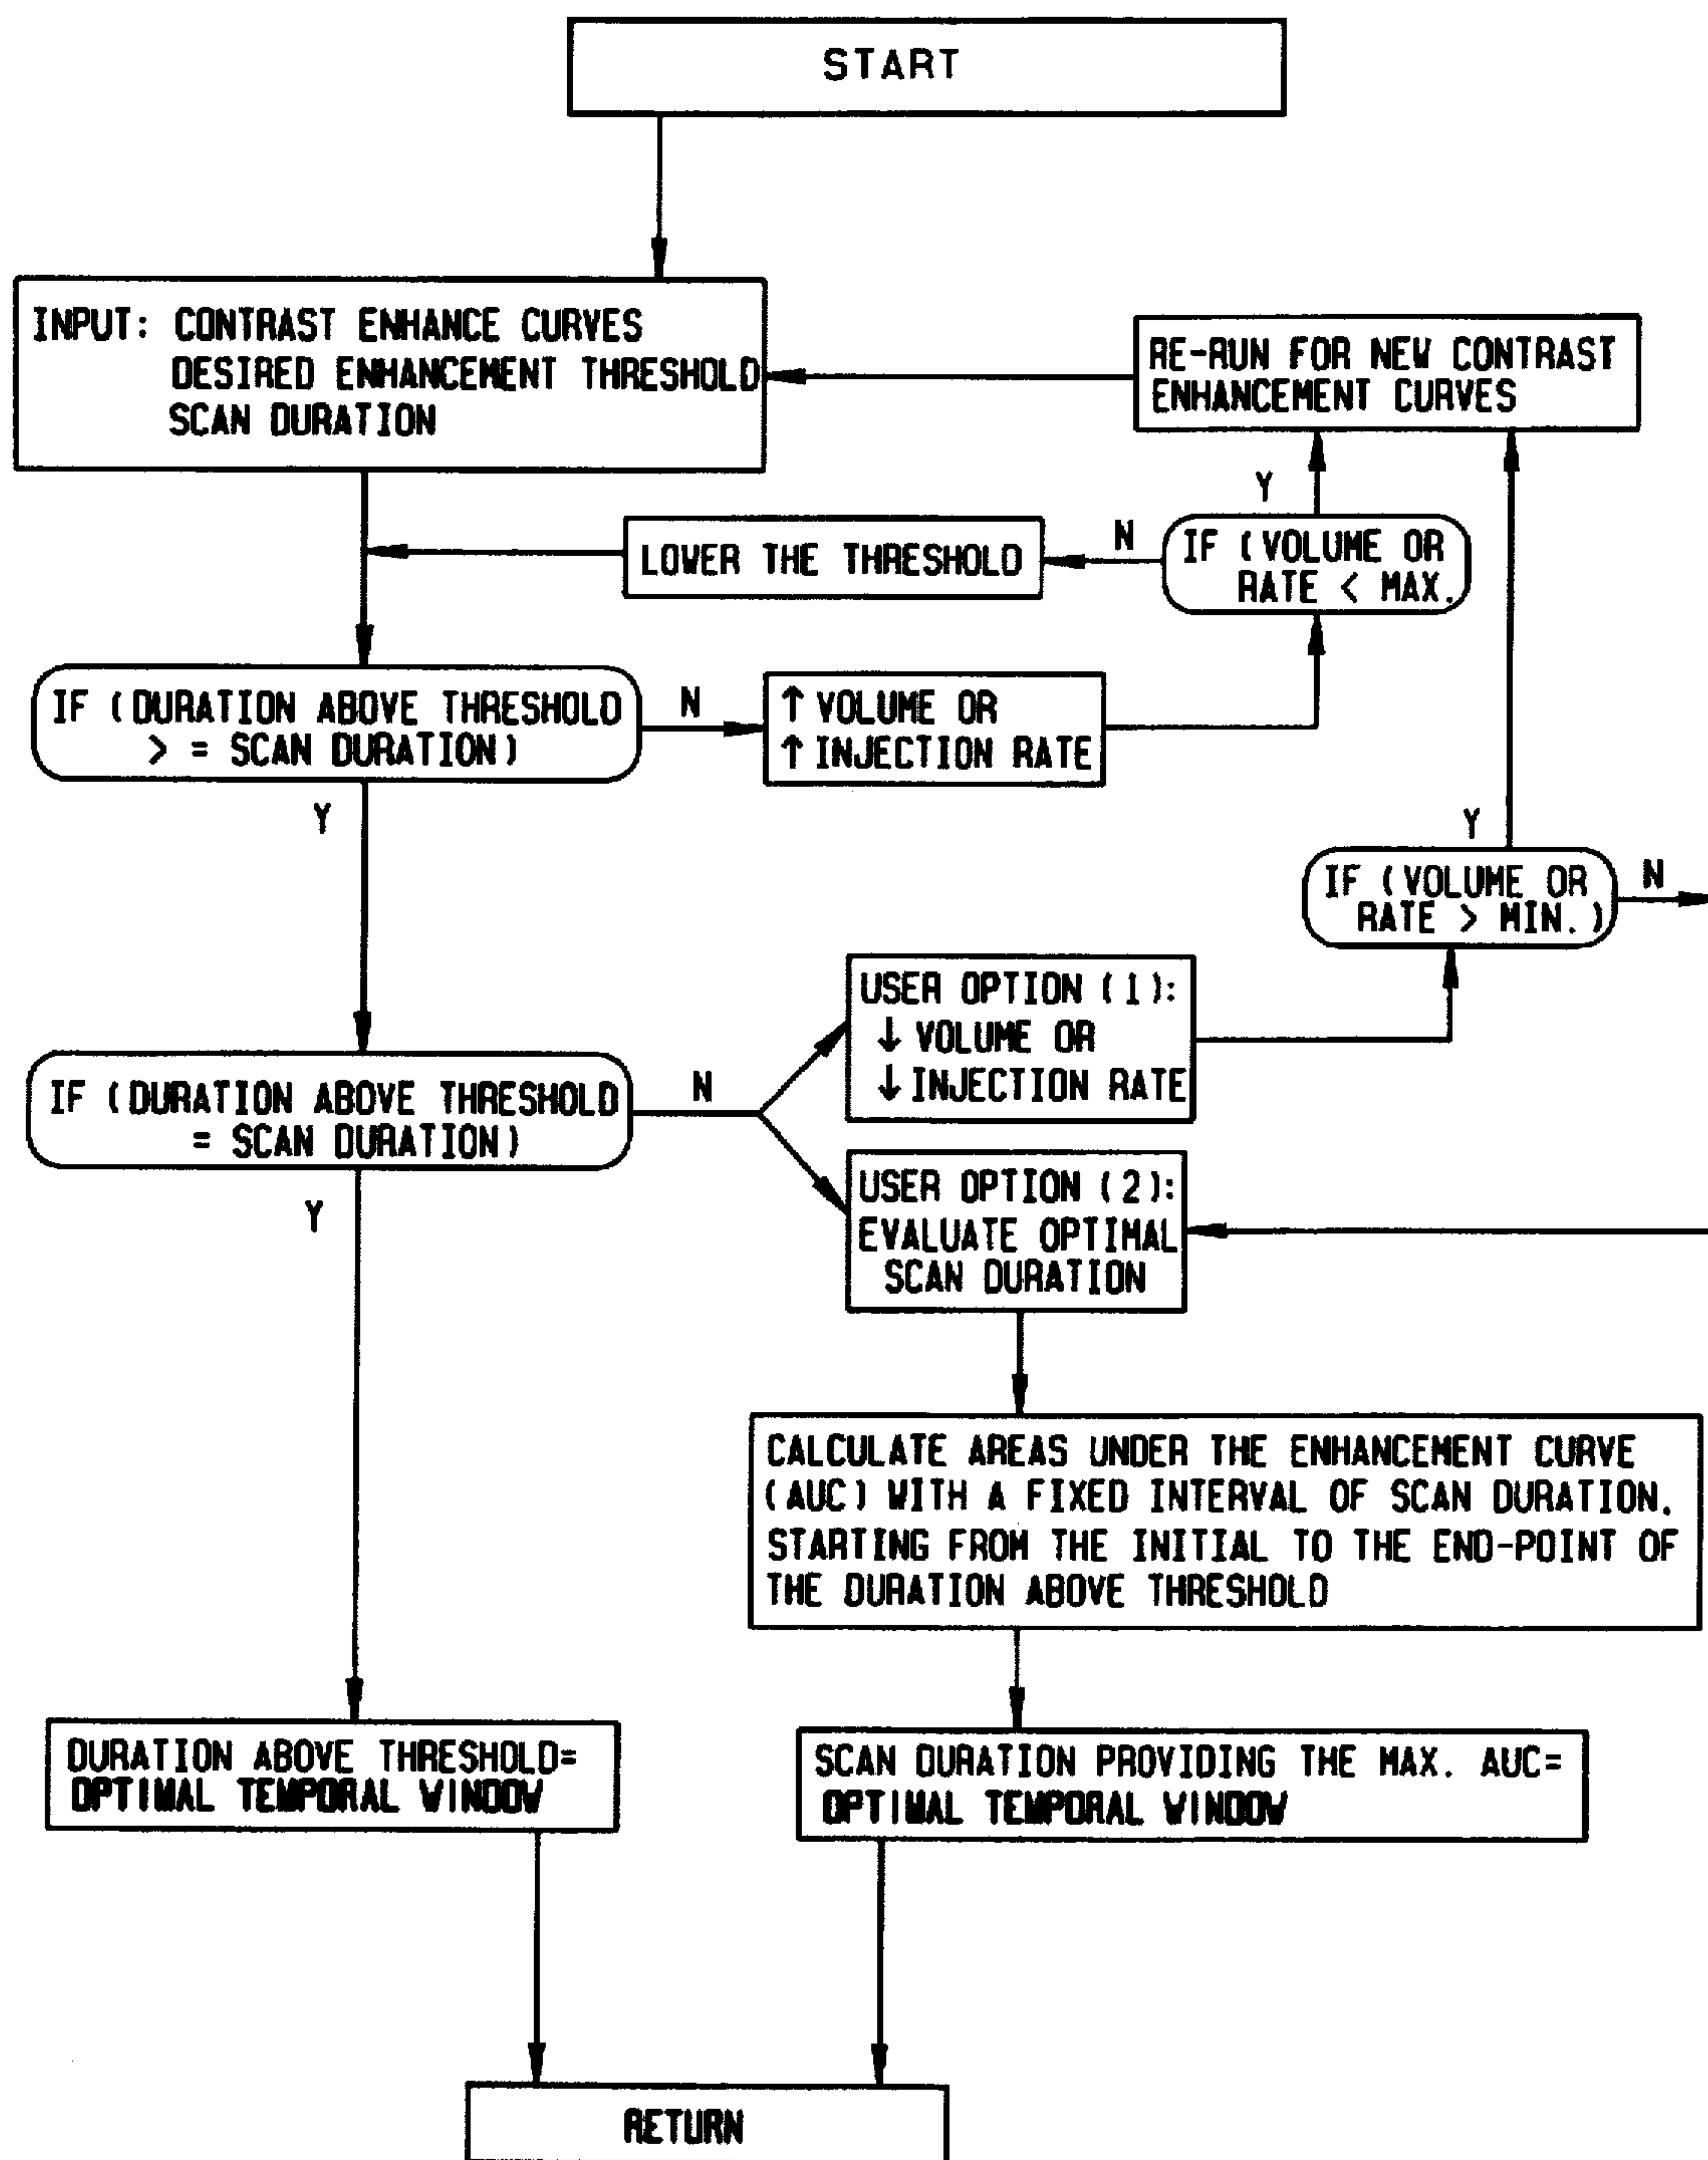 START
INPUT: CONTRAST ENHANCE CURVES
DESIRED ENHANCEMENT THRESHOLD
SCAN DURATION
RE-RUN FOR NEW CONTRAST
ENHANCEMENT CURVES
Y
LOWER THE THRESHOLD
N
IF (VOLUME OR
RATE < MAX.
IF (DURATION ABOVE THRESHOLD
> = SCAN DURATION)
N
↑ VOLUME OR
↑ INJECTION RATE
Y
Y
IF (VOLUME OR
RATE > MIN.)
N
USER OPTION (1):
↓ VOLUME OR
↓ INJECTION RATE
IF (DURATION ABOVE THRESHOLD
= SCAN DURATION)
N
USER OPTION (2):
EVALUATE OPTIMAL
SCAN DURATION
Y
CALCULATE AREAS UNDER THE ENHANCEMENT CURVE
(AUC) WITH A FIXED INTERVAL OF SCAN DURATION.
STARTING FROM THE INITIAL TO THE END-POINT OF
THE DURATION ABOVE THRESHOLD
DURATION ABOVE THRESHOLD=
OPTIMAL TEMPORAL WINDOW
SCAN DURATION PROVIDING THE MAX. AUC=
OPTIMAL TEMPORAL WINDOW
RETURN